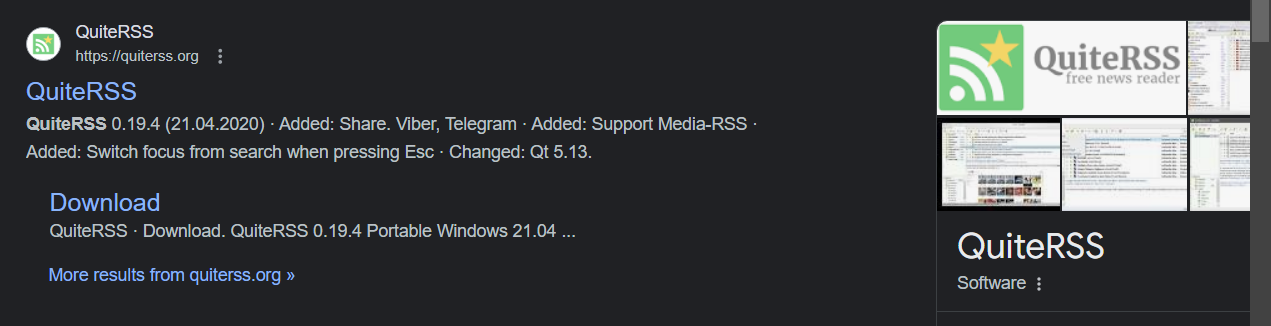 QuiteRSS
https://quiterss.org
QuiteRSS
QuiteRSS 0.19.4 (21.04.2020) · Added: Share. Viber, Telegram · Added: Support Media-RSS ·
Added: Switch focus from search when pressing Esc · Changed: Qt 5.13.
Download
QuiteRSS · Download. QuiteRSS 0.19.4 Portable Windows 21.04 ...
More results from quiterss.org »
QuiteRSS
free news reader
QuiteRSS
Software